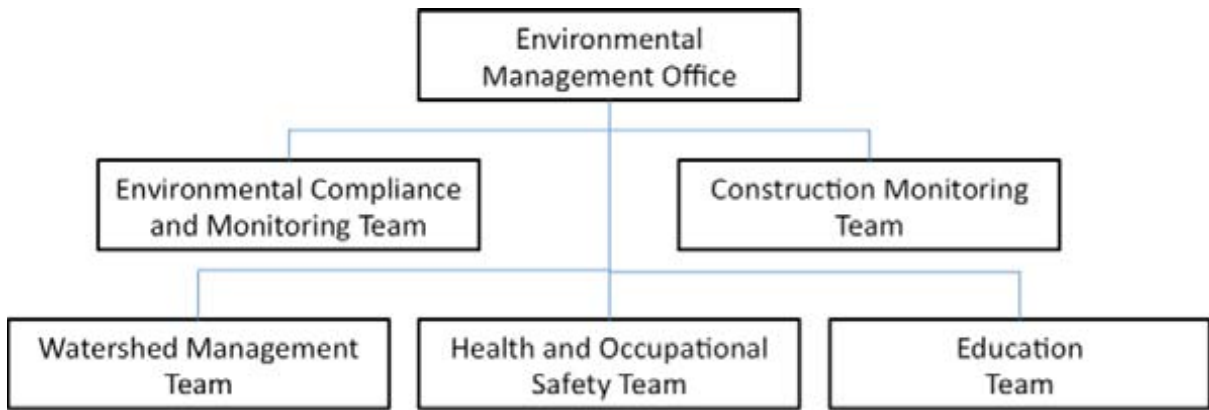 Environmental
Management Office
Environmental Compliance
and Monitoring Team
Construction Monitoring
Team
Watershed Management
Team
Health and Occupational
Safety Team
Education
Team